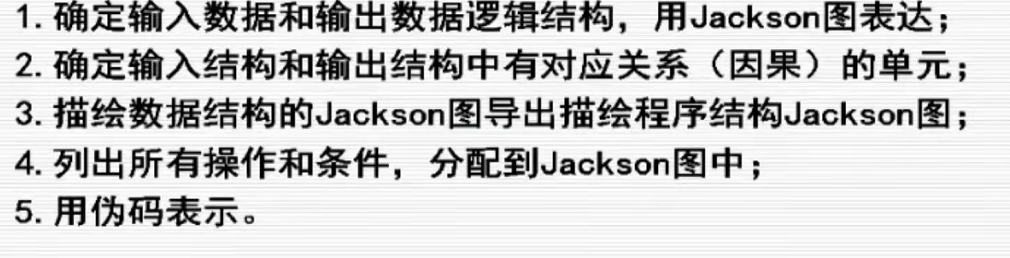 1. 确定输入数据和输出数据逻辑结构，用Jackson图表达；
2. 确定输入结构和输出结构中有对应关系（因果）的单元；
3. 描绘数据结构的Jackson图导出描绘程序结构Jackson图；
4. 列出所有操作和条件，分配到Jackson图中；
5. 用伪码表示。